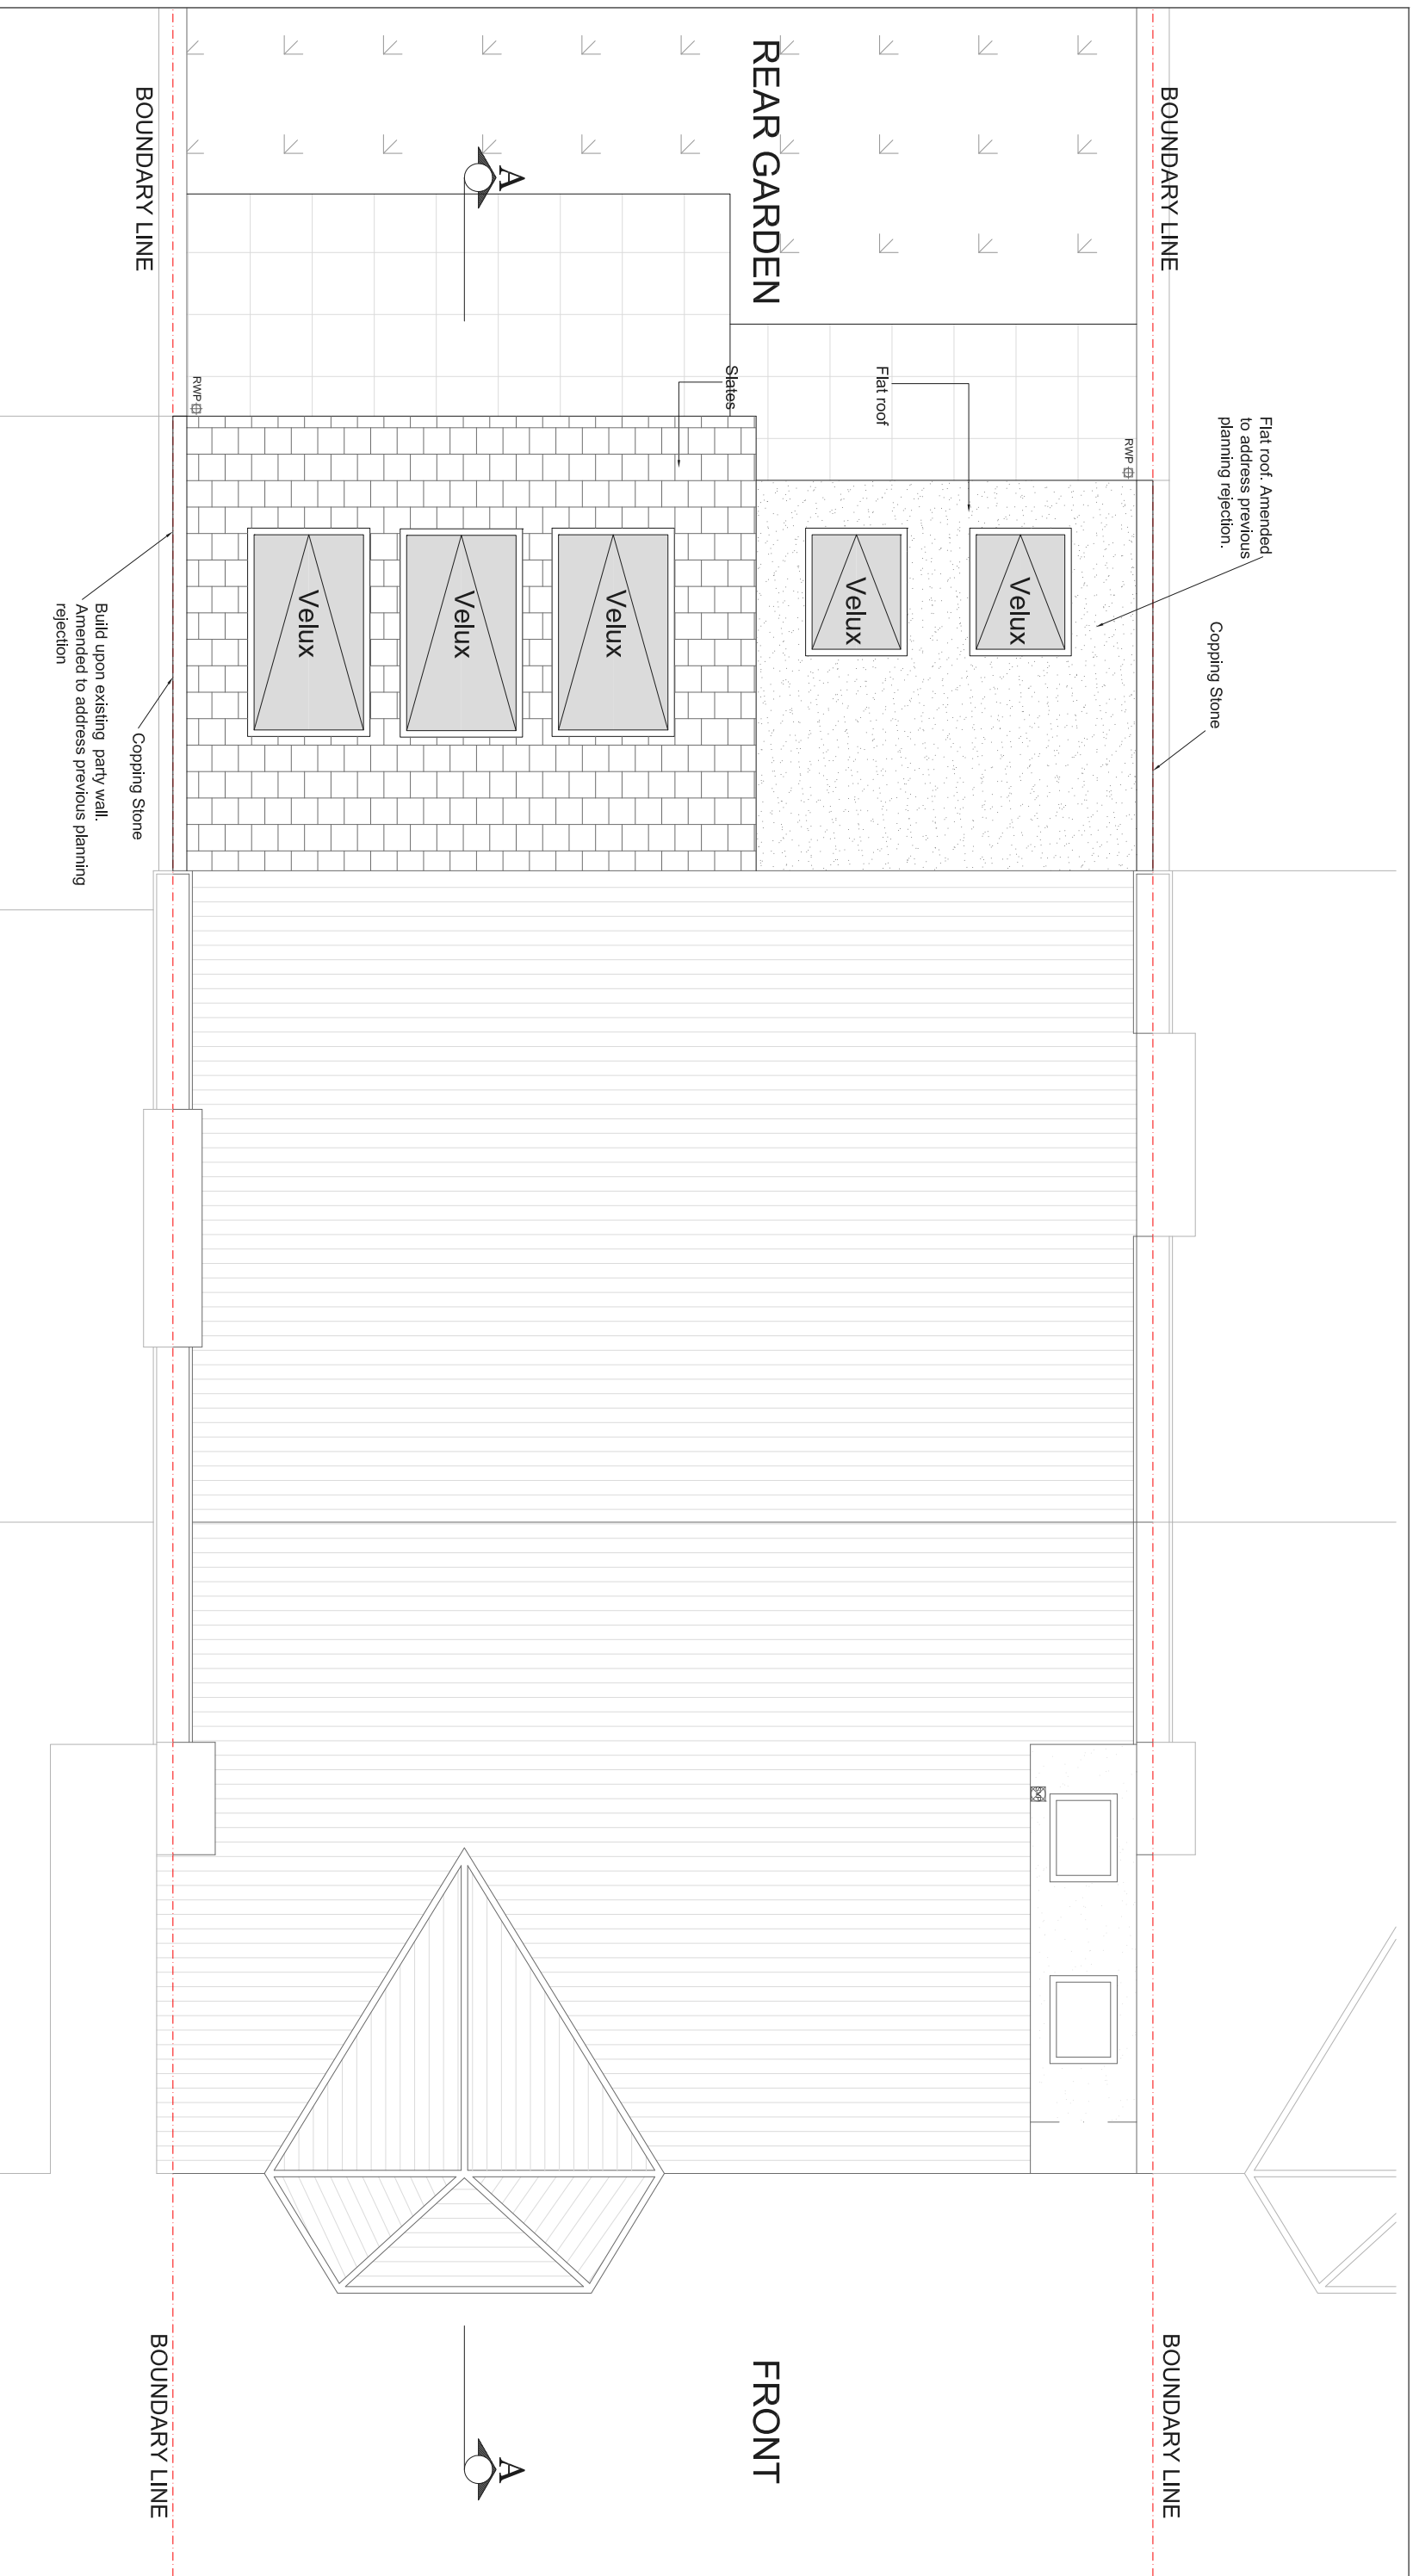 REAR GARDEN
BOUNDARY LINE
BOUNDARY LINE
A
RWP
Slates
Flat roof
RWP
Flat roof. Amended
to address previous
planning rejection.
Copping Stone
Velux
Velux
Velux
Velux
Velux
Build upon existing party wall.
Amended to address previous planning
rejection
Copping Stone
FRONT
BOUNDARY LINE
BOUNDARY LINE
A